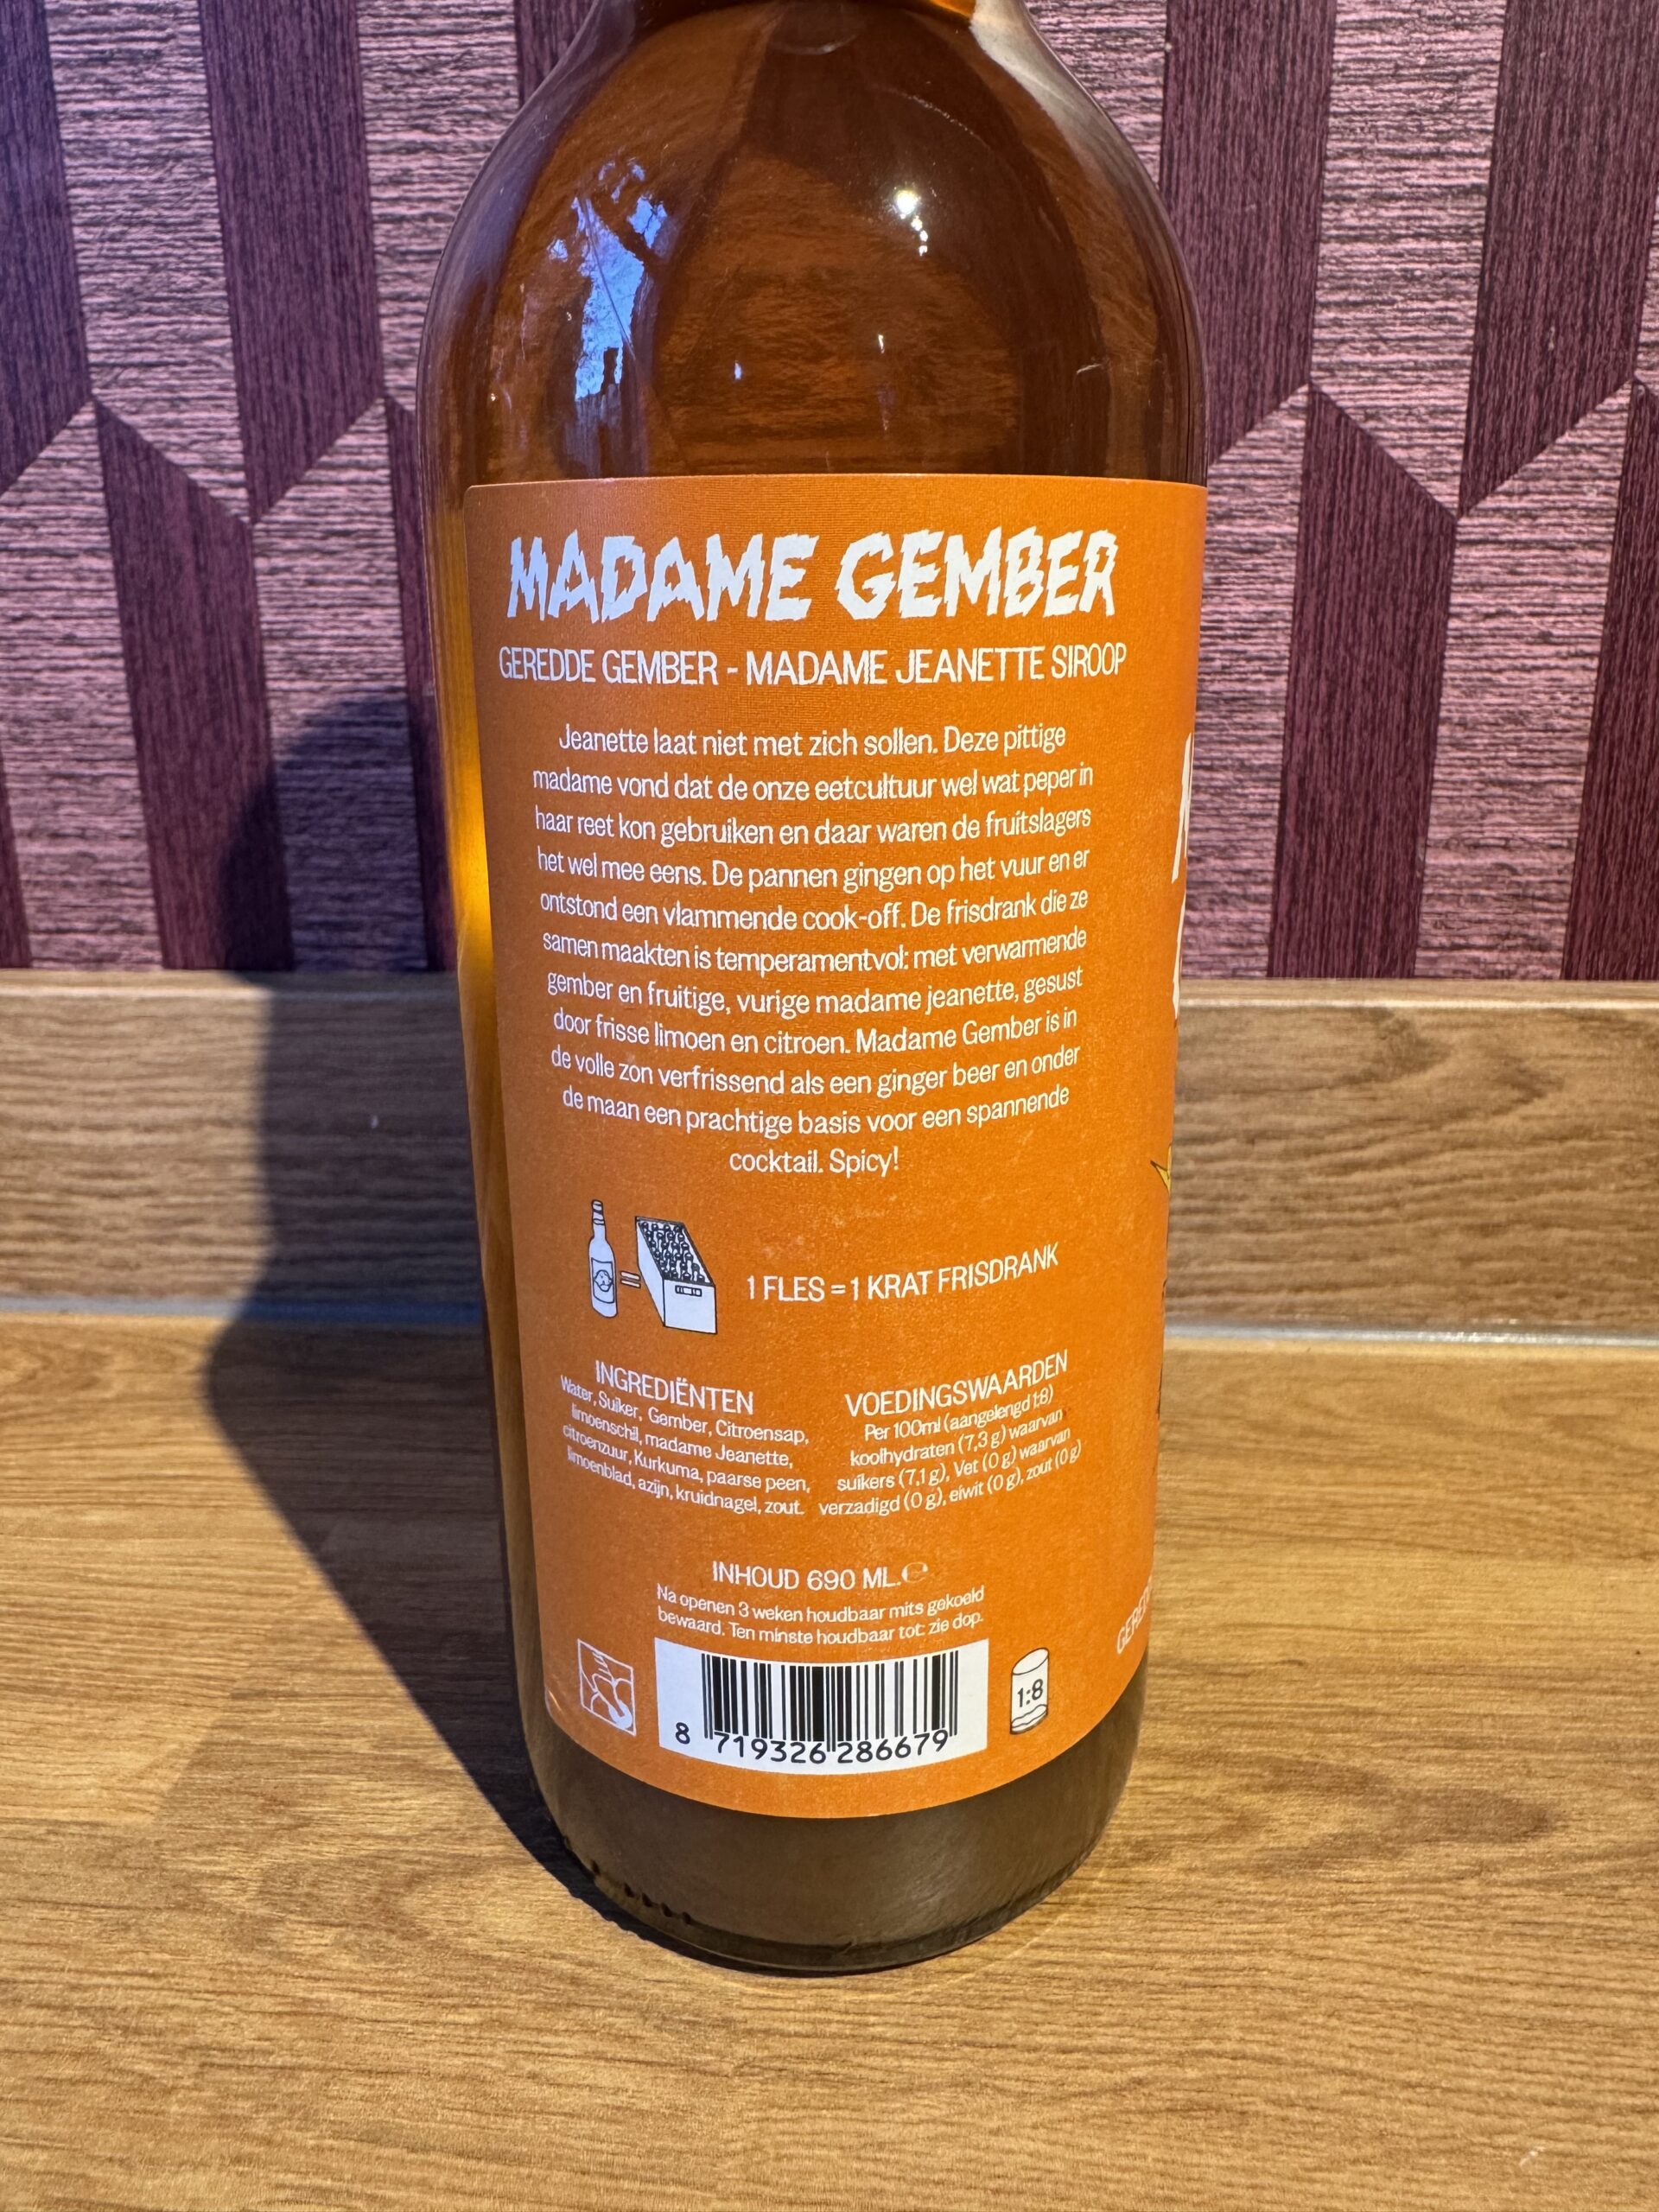 MADAME GEMBER
GEREDDE GEMBER - MADAME JEANETTE SIROOP
Jeanette laat niet met zich sollen. Deze pittige
madame vond dat de onze eetcultuur wel wat peper in
haar reet kon gebruiken en daar waren de fruitslagers
het wel mee eens. De pannen gingen op het vuur en er
ontstond een vlammende cook-off. De frisdrank die ze
samen maakten is temperamentvol: met verwarmende
gember en fruitige, vurige madame jeanette, gesust
door frisse limoen en citroen. Madame Gember is in
de volle zon verfrissend als een ginger beer en onder
de maan een prachtige basis voor een spannende
cocktail. Spicy!
1 FLES = 1 KRAT FRISDRANK
INGREDIËNTEN
Water, Suiker, Gember, Citroensap,
limoenschil, madame Jeanette,
citroenzuur, Kurkuma, paarse peen,
limoenblad, azijn, kruidnagel, zout.
VOEDINGSWAARDEN
Per 100ml (aangelengd 1:8)
koolhydraten (7,3 g) waarvan
suikers (7,1 g), Vet (0 g) waarvan
verzadigd (0 g), eiwit (0 g), zout (0 g)
INHOUD 690 ML.℮
Na openen 3 weken houdbaar mits gekoeld
bewaard. Ten minste houdbaar tot: zie dop.
8 719326 286679
1:8